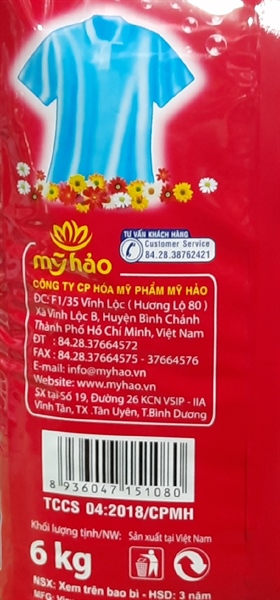 TƯ VẤN KHÁCH HÀNG
Customer Service
84.28.38762421
mỹhảo
CÔNG TY CP HÓA MỸ PHẨM MỸ HẢO
ĐC: F1/35 Vĩnh Lộc ( Hương Lộ 80 )
Xã Vĩnh Lộc B, Huyện Bình Chánh
Thành Phố Hồ Chí Minh, Việt Nam
ĐT : 84.28.37664572
FAX : 84.28.37664575 - 37664576
E-mail: info@myhao.vn
Website: www.myhao.vn
SX tại Số 19, Đường 26 KCN VSIP - IIA
Vĩnh Tân, TX .Tân Uyên, T.Bình Dương
8 936047 151080
TCCS 04:2018/CPMH
Khối lượng tịnh/NW: Sản xuất tại Việt Nam
6 kg
NSX: Xem trên bao bì - HSD: 3 năm